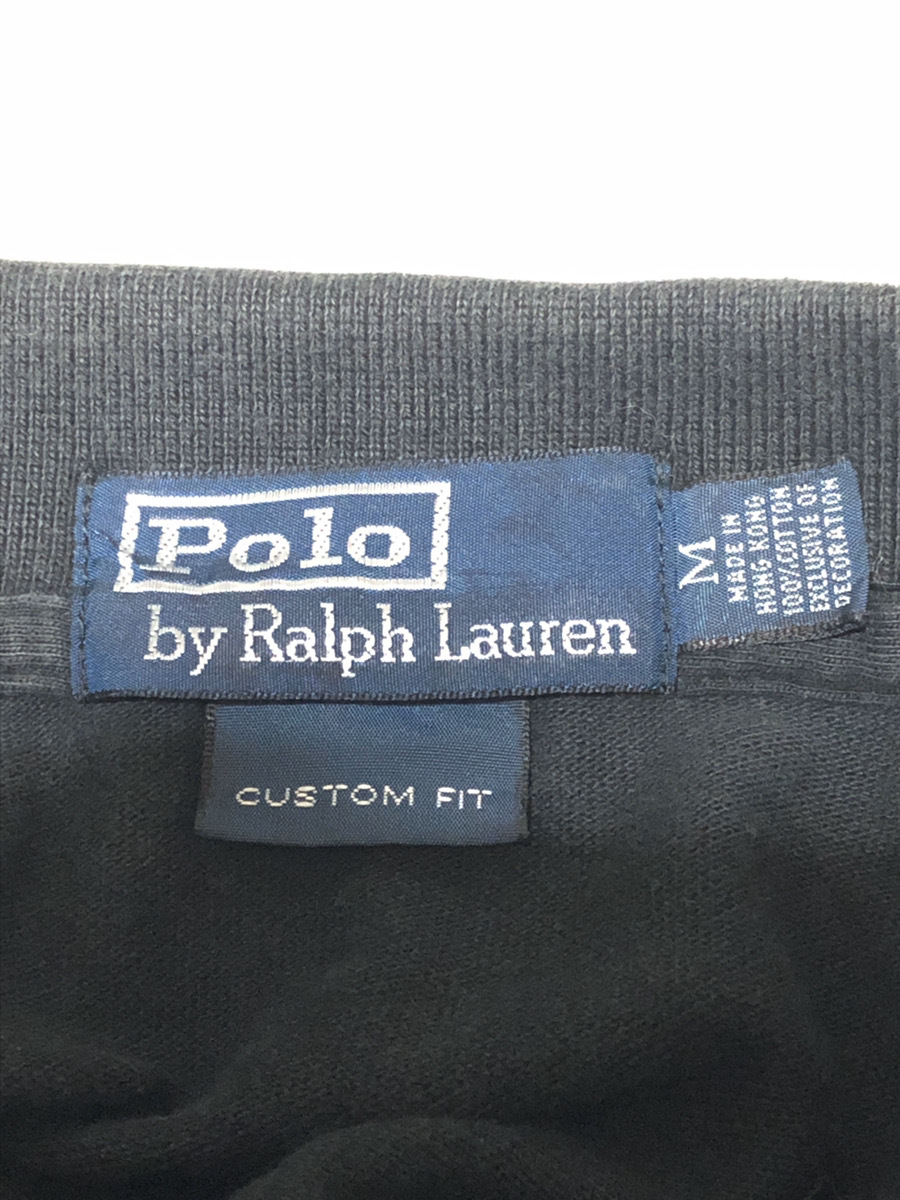 Polo
by Ralph Lauren
M
MADE IN
HONG KONG
100%COTTON
EXCLUSIVE OF
DECORATION
CUSTOM FIT